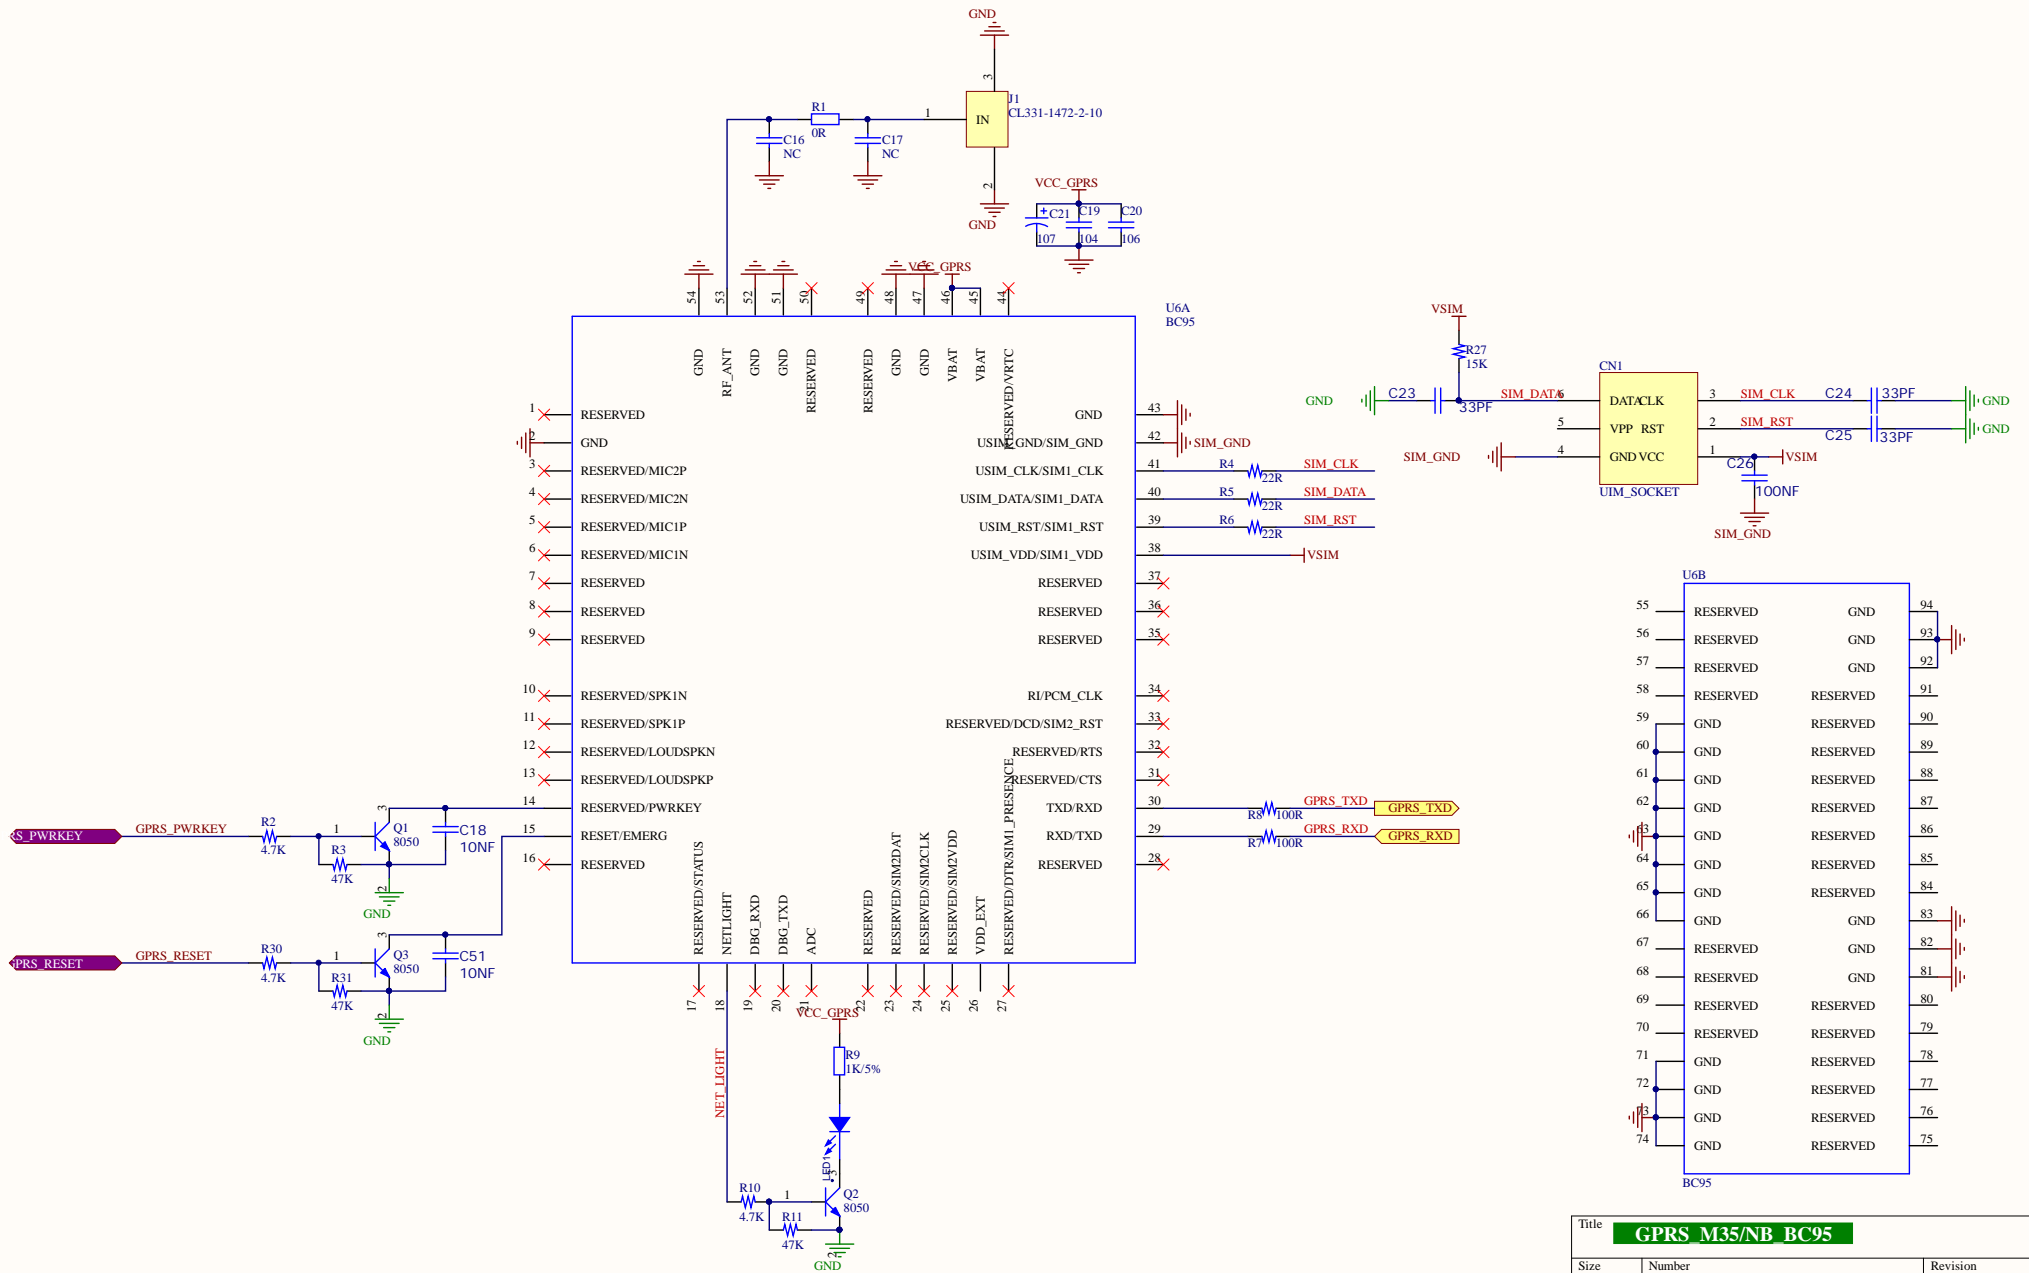 GND
3
J1
CL331-1472-2-10
IN
1
2
GND
R1
0R
C16
NC
C17
NC
VCC_GPRS
C21
107
C19
104
C20
106
VCC_GPRS
54
53
52
51
50
49
48
47
46
45
44
U6A
BC95
GND
RF_ANT
GND
GND
RESERVED
RESERVED
GND
GND
VBAT
VBAT
RESERVED/VRTC
1 RESERVED
2 GND
3 RESERVED/MIC2P
4 RESERVED/MIC2N
5 RESERVED/MIC1P
6 RESERVED/MIC1N
7 RESERVED
8 RESERVED
9 RESERVED
10 RESERVED/SPK1N
11 RESERVED/SPK1P
12 RESERVED/LOUDSPKN
13 RESERVED/LOUDSPKP
14 RESERVED/PWRKEY
15 RESET/EMERG
16 RESERVED
GND 43
USIM_GND/SIM_GND 42 SIM_GND
USIM_CLK/SIM1_CLK 41 R4 22R SIM_CLK
USIM_DATA/SIM1_DATA 40 R5 22R SIM_DATA
USIM_RST/SIM1_RST 39 R6 22R SIM_RST
USIM_VDD/SIM1_VDD 38 VSIM
RESERVED 37
RESERVED 36
RESERVED 35
RI/PCM_CLK 34
RESERVED/DCD/SIM2_RST 33
RESERVED/RTS 32
RESERVED/CTS 31
TXD/RXD 30 R8 100R GPRS_TXD GPRS_TXD
RXD/TXD 29 R7 100R GPRS_RXD GPRS_RXD
RESERVED 28
RESERVED/STATUS
NETLIGHT
DBG_RXD
DBG_TXD
ADC
RESERVED
RESERVED/SIM2DAT
RESERVED/SIM2CLK
RESERVED/SIM2VDD
VDD_EXT
RESERVED/DTR/SIM1_PRESENCE
17
18
19
20
21
22
23
24
25
26
27
S_PWRKEY
GPRS_PWRKEY
R2
4.7K
R3
47K
1
3
Q1
8050
2
GND
C18
10NF
PRS_RESET
GPRS_RESET
R30
4.7K
R31
47K
1
3
Q3
8050
2
GND
C51
10NF
NET_LIGHT
VCC_GPRS
R9
1K/5%
LED1
3
R10
4.7K
1
Q2
8050
R11
47K
2
GND
VSIM
R27
15K
GND
C23
33PF
SIM_DATA
6
5
SIM_GND
4
CN1
DATA CLK
VPP RST
GND VCC
UIM_SOCKET
3
SIM_CLK
C24
33PF
GND
2
SIM_RST
C25
33PF
GND
1
VSIM
C26
100NF
SIM_GND
U6B
55 RESERVED GND 94
56 RESERVED GND 93
57 RESERVED GND 92
58 RESERVED RESERVED 91
59 GND RESERVED 90
60 GND RESERVED 89
61 GND RESERVED 88
62 GND RESERVED 87
63 GND RESERVED 86
64 GND RESERVED 85
65 GND RESERVED 84
66 GND GND 83
67 RESERVED GND 82
68 RESERVED GND 81
69 RESERVED RESERVED 80
70 RESERVED RESERVED 79
71 GND RESERVED 78
72 GND RESERVED 77
73 GND RESERVED 76
74 GND RESERVED 75
BC95
Title
GPRS_M35/NB_BC95
Size
Number
Revision